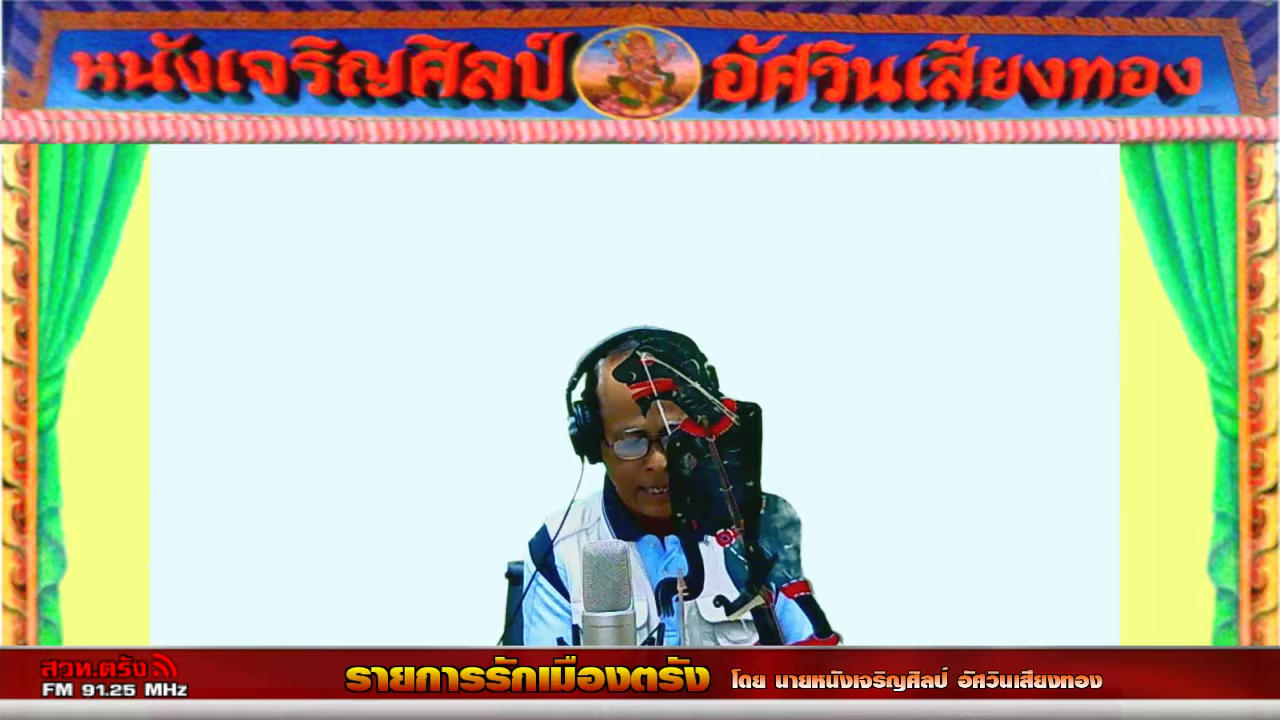 หนังเจริญศิลป์ อัศวินเสียงทอง
สวท.ตรัง
FM 91.25 MHz
รายการรักเมืองตรัง โดย นายหนังเจริญศิลป์ อัศวินเสียงทอง